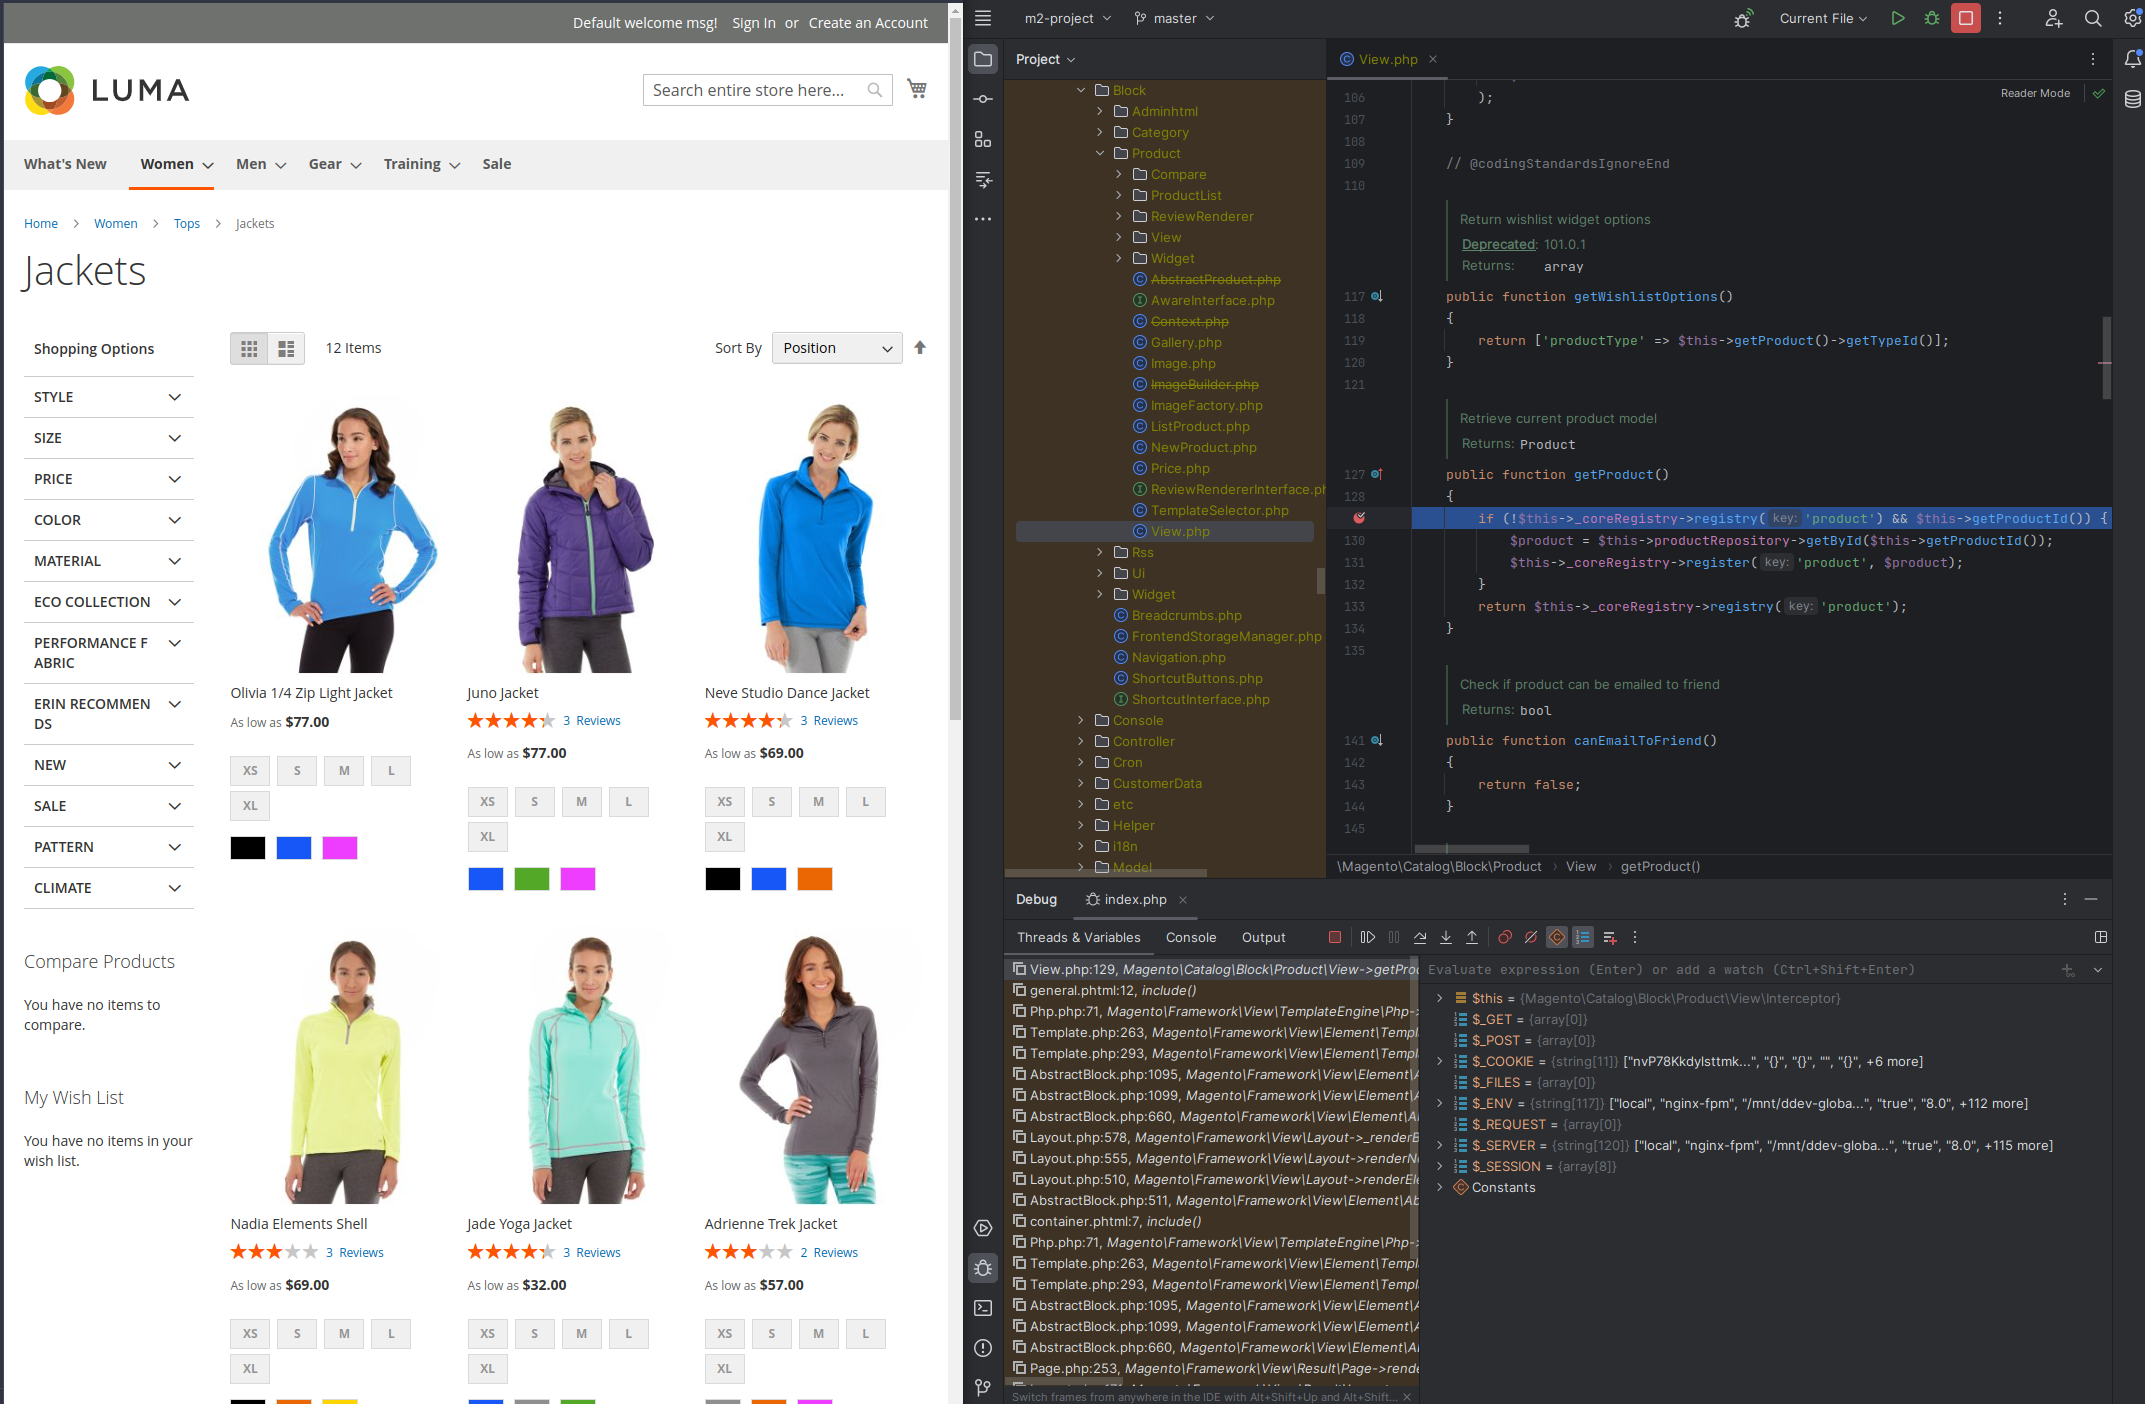 Default welcome msg! Sign In or Create an Account
LUMA
Search entire store here...
What's New Women Men Gear Training Sale
Home > Women > Tops > Jackets
Jackets
Shopping Options
STYLE
SIZE
PRICE
COLOR
MATERIAL
ECO COLLECTION
PERFORMANCE F
ABRIC
ERIN RECOMMEN
DS
NEW
SALE
PATTERN
CLIMATE
Compare Products
You have no items to
compare.
My Wish List
You have no items in your
wish list.
12 Items
Sort By Position
Olivia 1/4 Zip Light Jacket
As low as $77.00
XS S M L
XL
Juno Jacket
3 Reviews
As low as $77.00
XS S M L
XL
Neve Studio Dance Jacket
3 Reviews
As low as $69.00
XS S M L
XL
Nadia Elements Shell
3 Reviews
As low as $69.00
XS S M L
XL
Jade Yoga Jacket
3 Reviews
As low as $32.00
XS S M L
XL
Adrienne Trek Jacket
2 Reviews
As low as $57.00
XS S M L
XL
m2-project master Current File
Project
Block
Adminhtml
Category
Product
Compare
ProductList
ReviewRenderer
View
Widget
AbstractProduct.php
AwareInterface.php
Context.php
Gallery.php
Image.php
ImageBuilder.php
ImageFactory.php
ListProduct.php
NewProduct.php
Price.php
ReviewRendererInterface.ph
TemplateSelector.php
View.php
Rss
Ui
Widget
Breadcrumbs.php
FrontendStorageManager.php
Navigation.php
ShortcutButtons.php
ShortcutInterface.php
Console
Controller
Cron
CustomerData
etc
Helper
i18n
Model
View.php
Reader Mode
106 );
107 }
108
109 // @codingStandardsIgnoreEnd
110
Return wishlist widget options
Deprecated: 101.0.1
Returns: array
117 public function getWishlistOptions()
118 {
119 return ['productType' => $this->getProduct()->getTypeId()];
120 }
121
Retrieve current product model
Returns: Product
127 public function getProduct()
128 {
if (!$this->_coreRegistry->registry( key: 'product') && $this->getProductId()) {
130 $product = $this->productRepository->getById($this->getProductId());
131 $this->_coreRegistry->register( key: 'product', $product);
132 }
133 return $this->_coreRegistry->registry( key: 'product');
134 }
135
Check if product can be emailed to friend
Returns: bool
141 public function canEmailToFriend()
142 {
143 return false;
144 }
145
\Magento\Catalog\Block\Product > View > getProduct()
Debug index.php
Threads & Variables Console Output
View.php:129, Magento\Catalog\Block\Product\View->getProd
general.phtml:12, include()
Php.php:71, Magento\Framework\View\TemplateEngine\Php->
Template.php:263, Magento\Framework\View\Element\Templ
Template.php:293, Magento\Framework\View\Element\Templ
AbstractBlock.php:1095, Magento\Framework\View\Element\A
AbstractBlock.php:1099, Magento\Framework\View\Element\A
AbstractBlock.php:660, Magento\Framework\View\Element\Al
Layout.php:578, Magento\Framework\View\Layout->_renderB
Layout.php:555, Magento\Framework\View\Layout->renderNo
Layout.php:510, Magento\Framework\View\Layout->renderEle
AbstractBlock.php:511, Magento\Framework\View\Element\Ab
container.phtml:7, include()
Php.php:71, Magento\Framework\View\TemplateEngine\Php->
Template.php:263, Magento\Framework\View\Element\Templ
Template.php:293, Magento\Framework\View\Element\Templ
AbstractBlock.php:1095, Magento\Framework\View\Element\A
AbstractBlock.php:1099, Magento\Framework\View\Element\A
AbstractBlock.php:660, Magento\Framework\View\Element\Al
Page.php:253, Magento\Framework\View\Result\Page->rende
Switch frames from anywhere in the IDE with Alt+Shift+Up and Alt+Shift...
Evaluate expression (Enter) or add a watch (Ctrl+Shift+Enter)
$this = {Magento\Catalog\Block\Product\View\Interceptor}
$_GET = {array[0]}
$_POST = {array[0]}
$_COOKIE = {string[11]} ["nvP78Kkdylsttmk...", "{}", "{}", "", "{}", +6 more]
$_FILES = {array[0]}
$_ENV = {string[117]} ["local", "nginx-fpm", "/mnt/ddev-globa...", "true", "8.0", +112 more]
$_REQUEST = {array[0]}
$_SERVER = {string[120]} ["local", "nginx-fpm", "/mnt/ddev-globa...", "true", "8.0", +115 more]
$_SESSION = {array[8]}
Constants